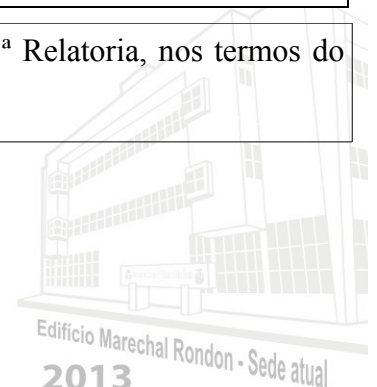 ª Relatoria, nos termos do
Edifício Marechal Rondon - Sede atual
2013